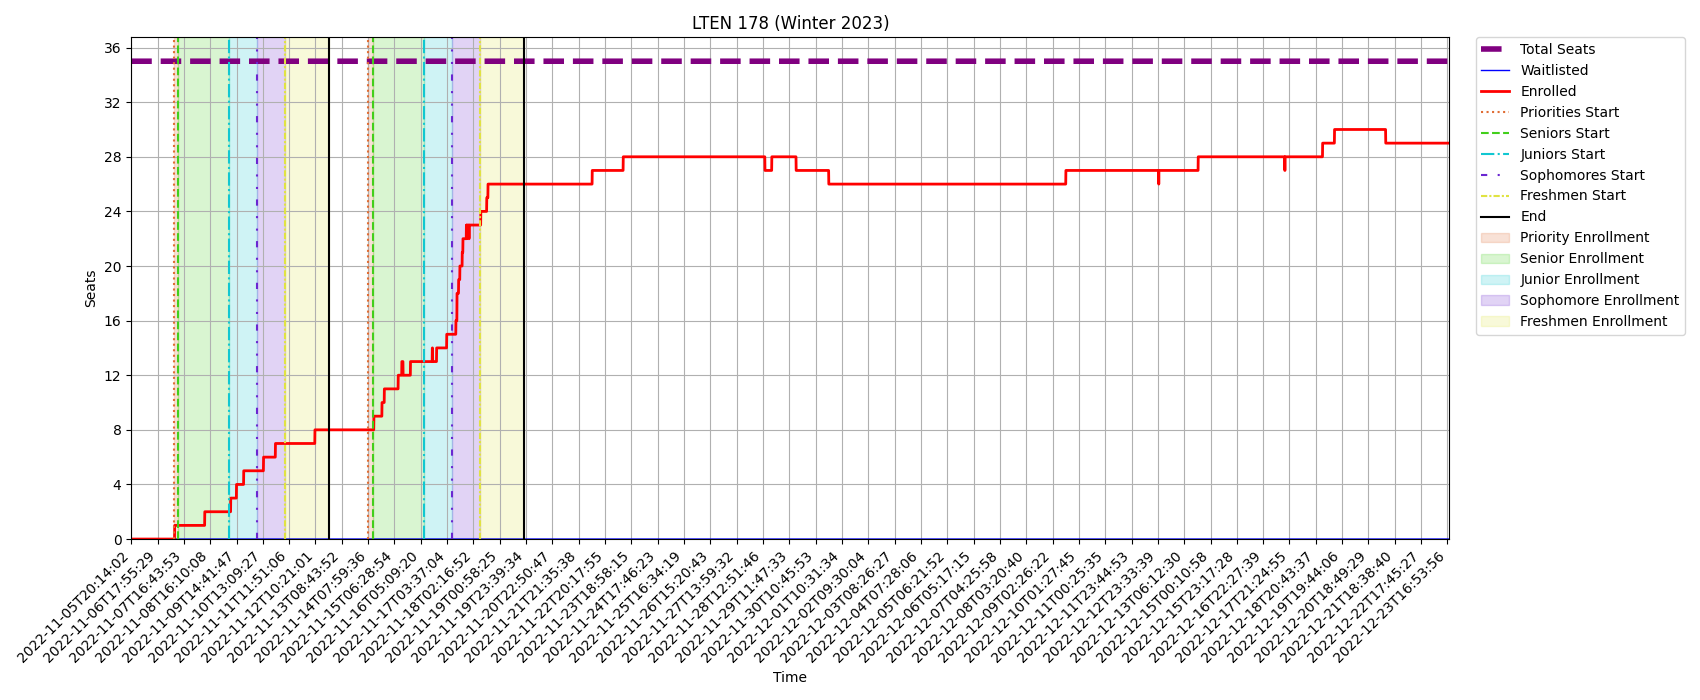 LTEN 178 (Winter 2023)
36
32
28
24
20
16
12
8
4
0
Seats
2022-11-05T20:14:02
2022-11-06T17:55:29
2022-11-07T16:43:53
2022-11-08T16:10:08
2022-11-09T14:41:47
2022-11-10T13:09:27
2022-11-11T11:51:06
2022-11-12T10:21:01
2022-11-13T08:43:52
2022-11-14T07:59:36
2022-11-15T06:28:54
2022-11-16T05:09:20
2022-11-17T03:37:04
2022-11-18T02:16:52
2022-11-19T00:58:25
2022-11-19T23:39:34
2022-11-20T22:50:47
2022-11-21T21:35:38
2022-11-22T20:17:55
2022-11-23T18:58:15
2022-11-24T17:46:23
2022-11-25T16:34:19
2022-11-26T15:20:43
2022-11-27T13:59:32
2022-11-28T12:51:46
2022-11-29T11:47:33
2022-11-30T10:45:53
2022-12-01T10:31:34
2022-12-02T09:30:04
2022-12-03T08:26:27
2022-12-04T07:28:06
2022-12-05T06:21:52
2022-12-06T05:17:15
2022-12-07T04:25:58
2022-12-08T03:20:40
2022-12-09T02:26:22
2022-12-10T01:27:45
2022-12-11T00:25:35
2022-12-11T23:44:53
2022-12-12T23:33:39
2022-12-13T06:12:30
2022-12-15T00:10:58
2022-12-15T23:17:28
2022-12-16T22:27:39
2022-12-17T21:24:55
2022-12-18T20:43:37
2022-12-19T19:44:06
2022-12-20T18:49:29
2022-12-21T18:38:40
2022-12-22T17:45:27
2022-12-23T16:53:56
Time
Total Seats
Waitlisted
Enrolled
Priorities Start
Seniors Start
Juniors Start
Sophomores Start
Freshmen Start
End
Priority Enrollment
Senior Enrollment
Junior Enrollment
Sophomore Enrollment
Freshmen Enrollment